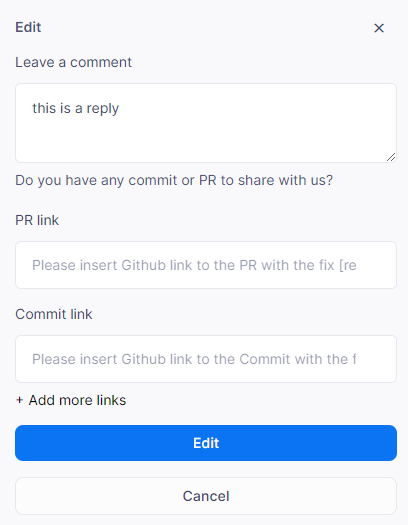 Edit
Leave a comment
this is a reply
Do you have any commit or PR to share with us?
PR link
Please insert Github link to the PR with the fix [re
Commit link
Please insert Github link to the Commit with the f
+ Add more links
Edit
Cancel